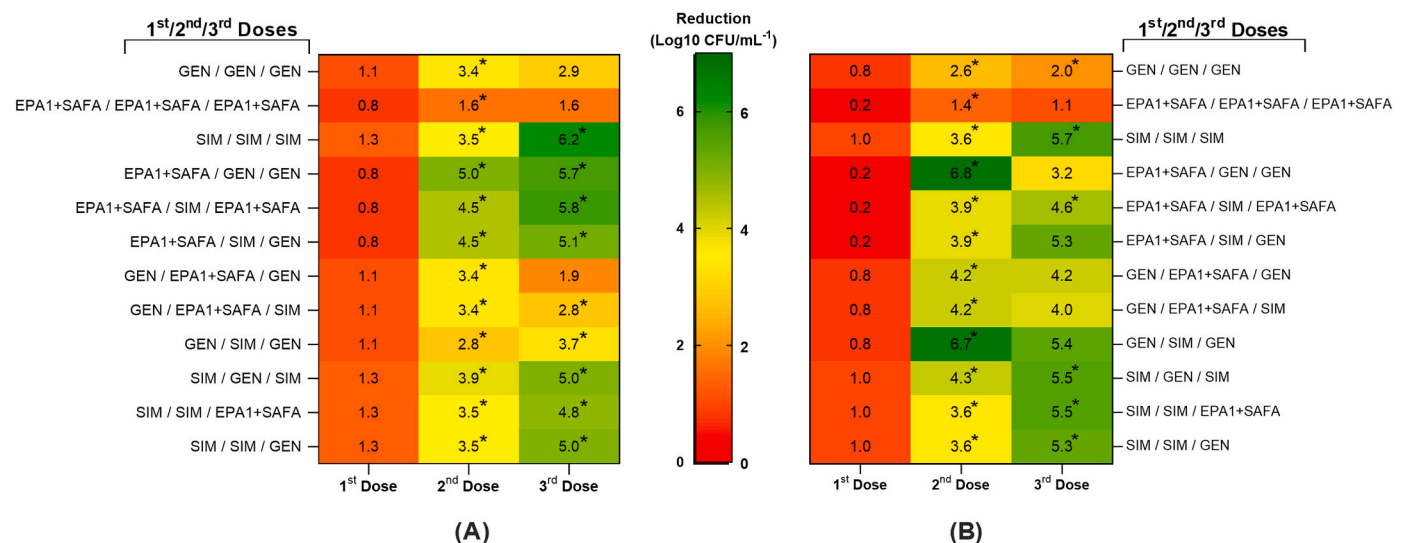 1st/2nd/3rd Doses
GEN / GEN / GEN 1.1 3.4* 2.9
EPA1+SAFA / EPA1+SAFA / EPA1+SAFA 0.8 1.6* 1.6
SIM / SIM / SIM 1.3 3.5* 6.2*
EPA1+SAFA / GEN / GEN 0.8 5.0* 5.7*
EPA1+SAFA / SIM / EPA1+SAFA 0.8 4.5* 5.8*
EPA1+SAFA / SIM / GEN 0.8 4.5* 5.1*
GEN / EPA1+SAFA / GEN 1.1 3.4* 1.9
GEN / EPA1+SAFA / SIM 1.1 3.4* 2.8*
GEN / SIM / GEN 1.1 2.8* 3.7*
SIM / GEN / SIM 1.3 3.9* 5.0*
SIM / SIM / EPA1+SAFA 1.3 3.5* 4.8*
SIM / SIM / GEN 1.3 3.5* 5.0*
1st Dose 2nd Dose 3rd Dose
(A)
Reduction
(Log10 CFU/mL-1)
6 6
4 4
2 2
0 0
1st/2nd/3rd Doses
0.8 2.6* 2.0* GEN / GEN / GEN
0.2 1.4* 1.1 EPA1+SAFA / EPA1+SAFA / EPA1+SAFA
1.0 3.6* 5.7* SIM / SIM / SIM
0.2 6.8* 3.2 EPA1+SAFA / GEN / GEN
0.2 3.9* 4.6* EPA1+SAFA / SIM / EPA1+SAFA
0.2 3.9* 5.3 EPA1+SAFA / SIM / GEN
0.8 4.2* 4.2 GEN / EPA1+SAFA / GEN
0.8 4.2* 4.0 GEN / EPA1+SAFA / SIM
0.8 6.7* 5.4 GEN / SIM / GEN
1.0 4.3* 5.5* SIM / GEN / SIM
1.0 3.6* 5.5* SIM / SIM / EPA1+SAFA
1.0 3.6* 5.3* SIM / SIM / GEN
1st Dose 2nd Dose 3rd Dose
(B)